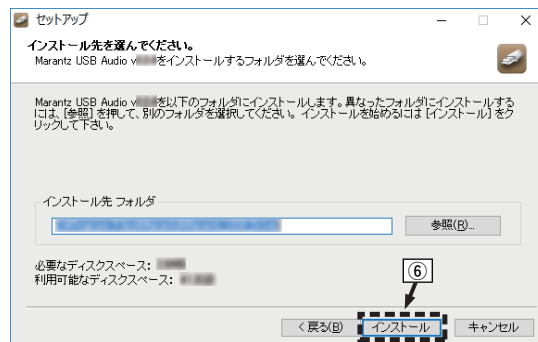 セットアップ
インストール先を選んでください。
Marantz USB Audio v をインストールするフォルダを選んでください。
Marantz USB Audio v を以下のフォルダにインストールします。異なったフォルダにインストールする
には、[参照] を押して、別のフォルダを選択してください。インストールを始めるには [インストール] をク
リックして下さい。
インストール先 フォルダ
参照(R)...
必要なディスクスペース:
利用可能なディスクスペース:
⑥
< 戻る(B)
インストール
キャンセル